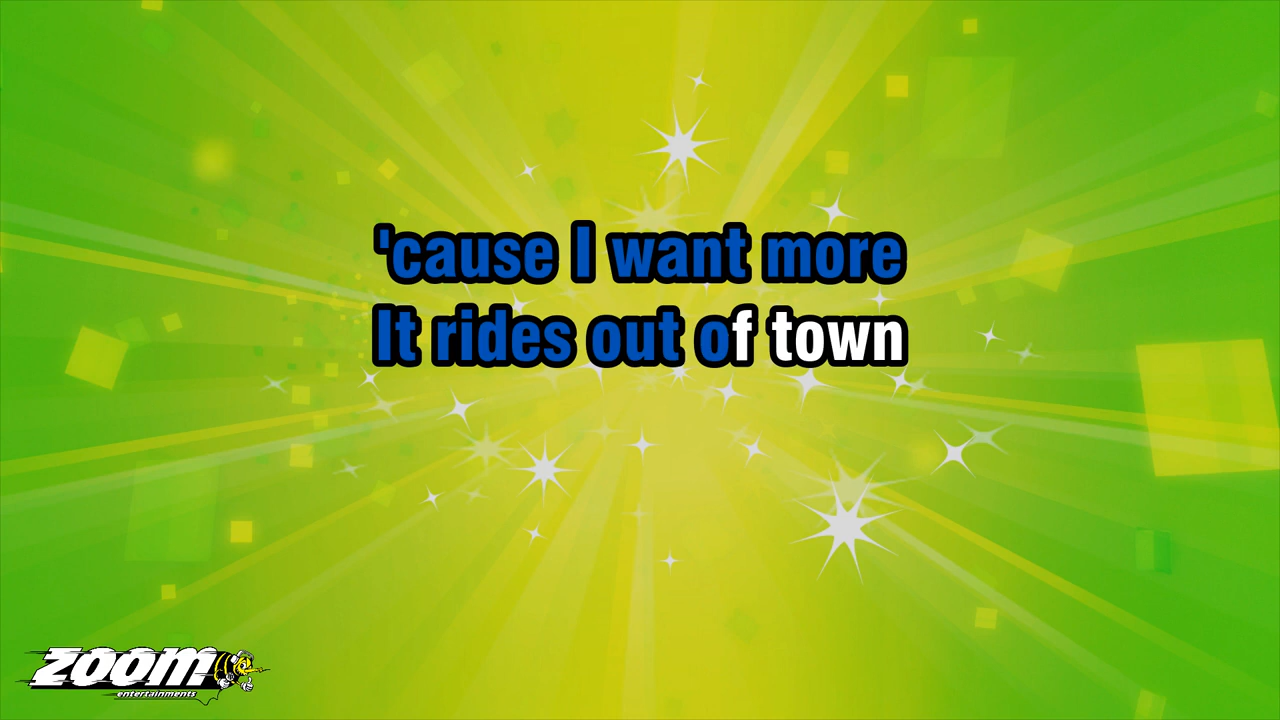 'cause I want more
It rides out of town
ZOOM
entertainments